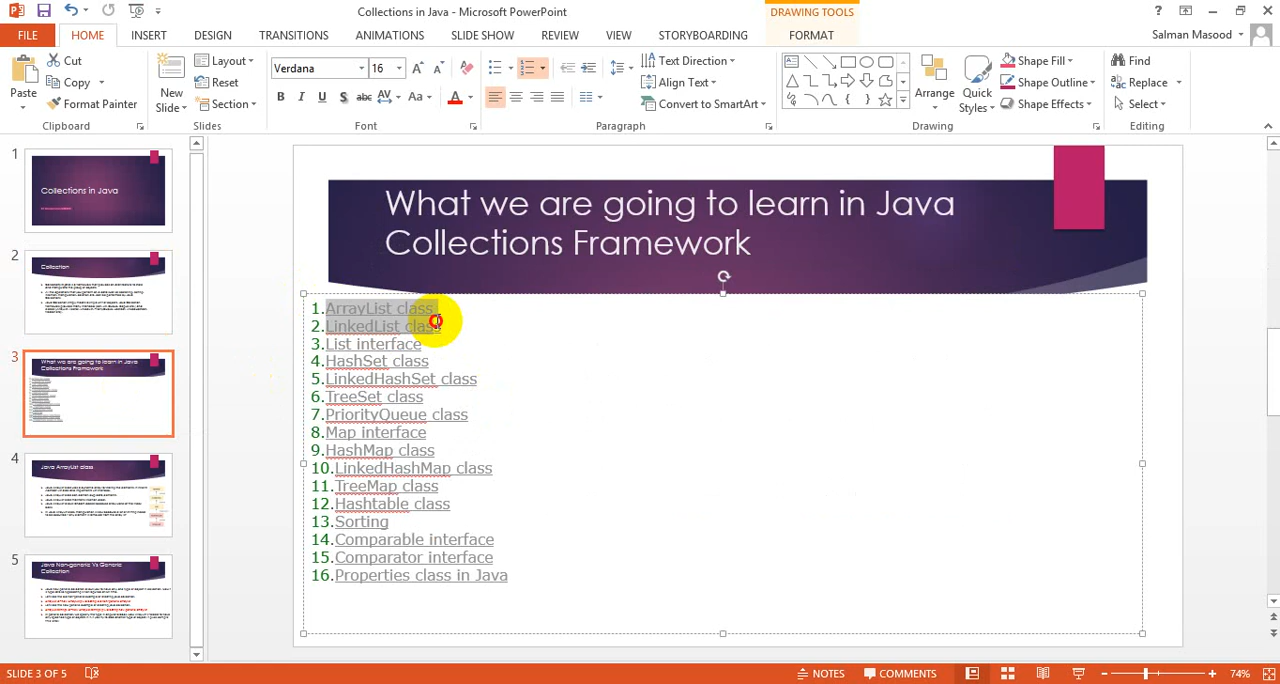 Collections in Java - Microsoft PowerPoint
DRAWING TOOLS
FILE HOME INSERT DESIGN TRANSITIONS ANIMATIONS SLIDE SHOW REVIEW VIEW STORYBOARDING FORMAT
Salman Masood
Paste
Cut
Copy
Format Painter
Clipboard
New Slide
Layout
Reset
Section
Slides
Verdana 16
Font
Text Direction
Align Text
Convert to SmartArt
Paragraph
Arrange
Quick Styles
Shape Fill
Shape Outline
Shape Effects
Drawing
Find
Replace
Select
Editing
1
Collections in Java
2
Collection
3
What we are going to learn in Java
Collections Framework
4
Java ArrayList class
5
Java Non-generic Vs Generic
Collection
What we are going to learn in Java
Collections Framework
1.ArrayList class
2.LinkedList class
3.List interface
4.HashSet class
5.LinkedHashSet class
6.TreeSet class
7.PriorityQueue class
8.Map interface
9.HashMap class
10.LinkedHashMap class
11.TreeMap class
12.Hashtable class
13.Sorting
14.Comparable interface
15.Comparator interface
16.Properties class in Java
SLIDE 3 OF 5
NOTES
COMMENTS
74%